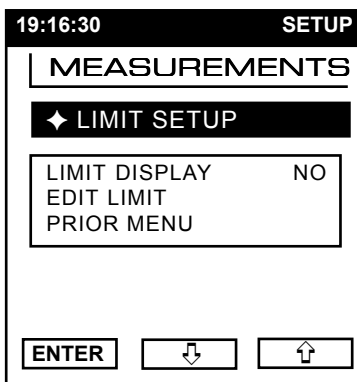 19:16:30 SETUP
MEASUREMENTS
✦ LIMIT SETUP
LIMIT DISPLAY NO
EDIT LIMIT
PRIOR MENU
ENTER ⇩ ⇧